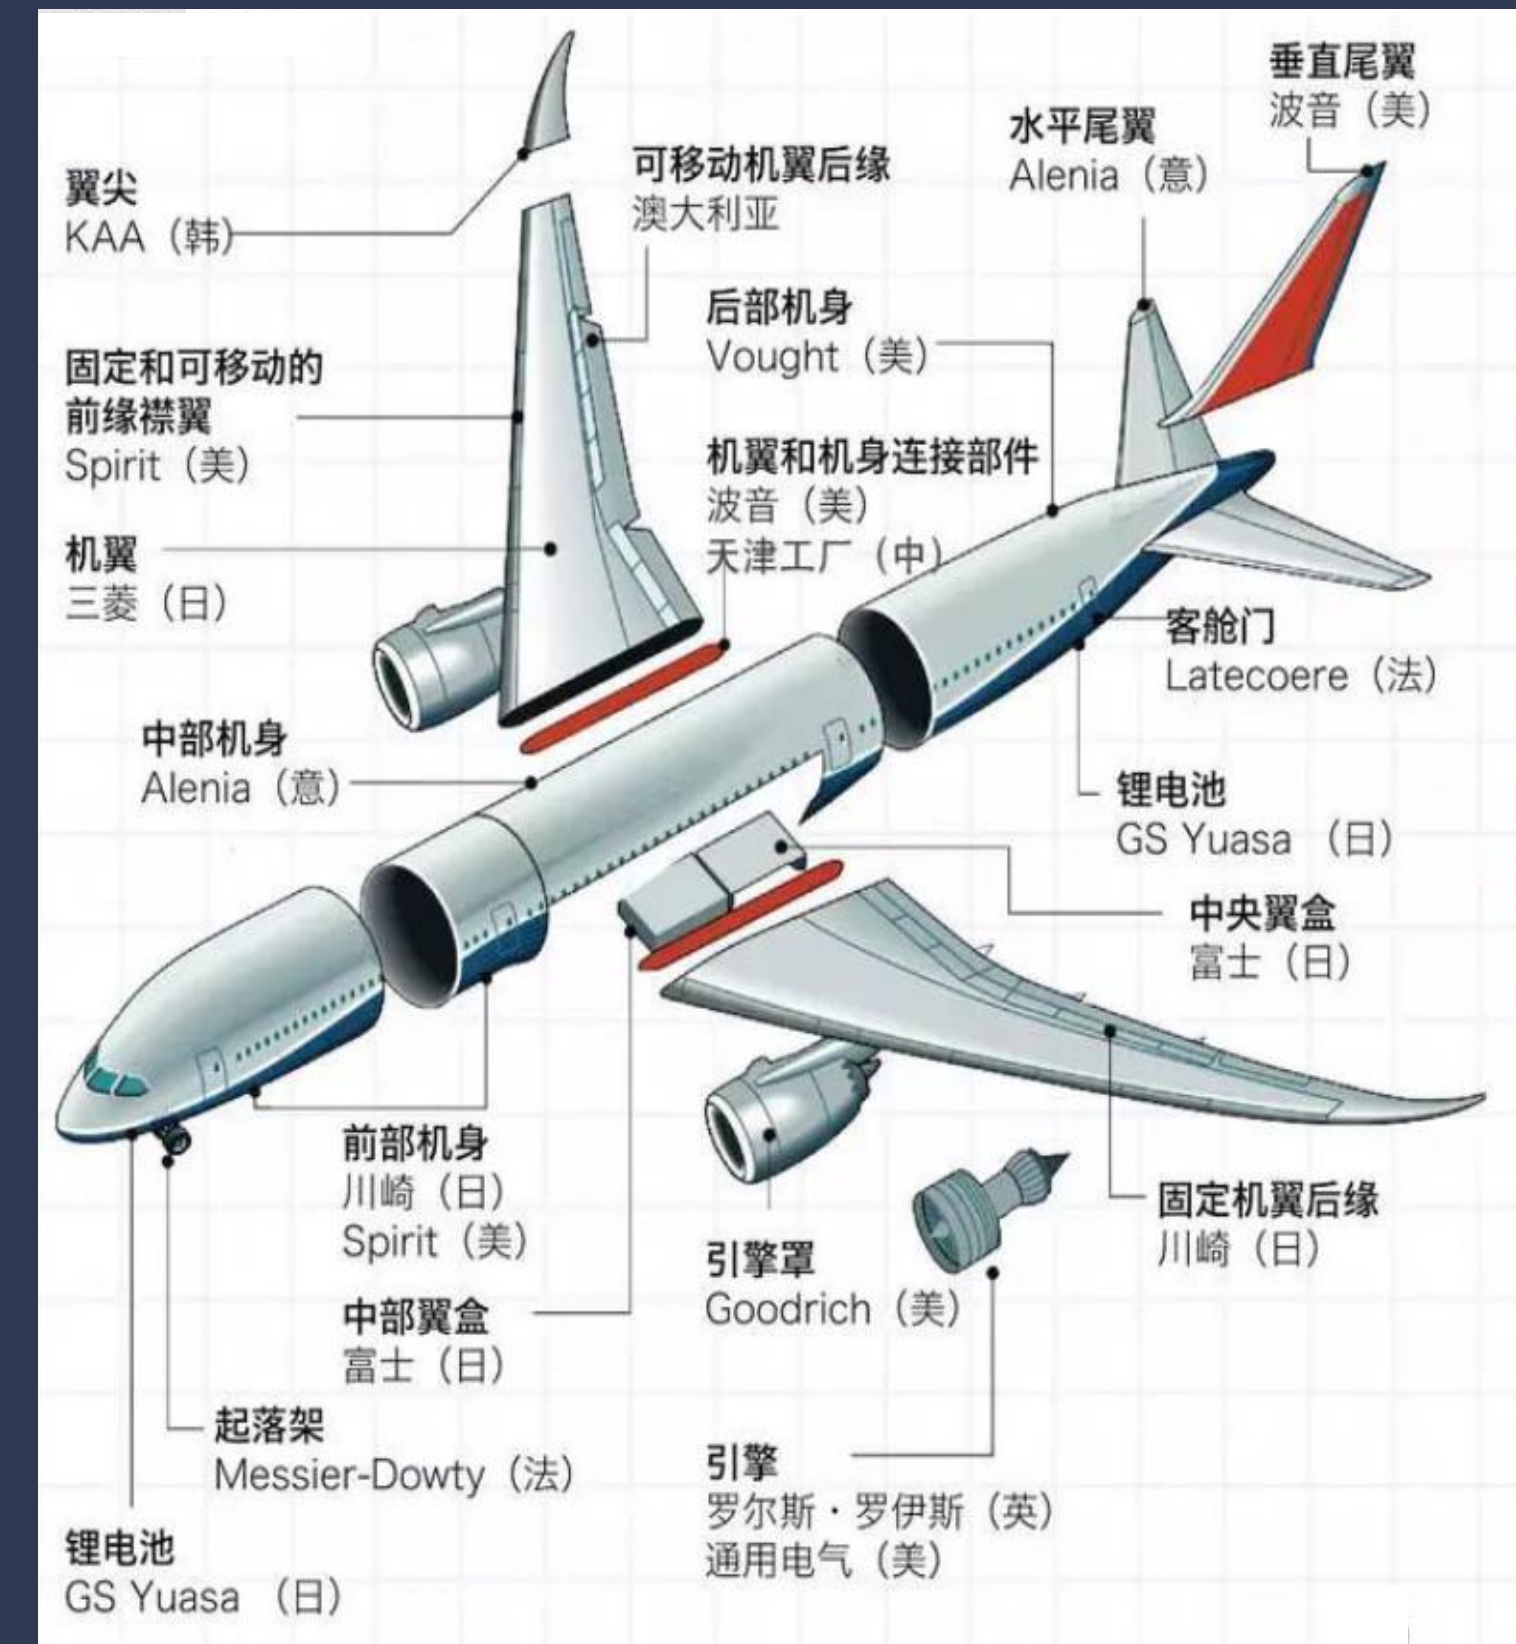 垂直尾翼
波音（美）
水平尾翼
Alenia（意）
可移动机翼后缘
澳大利亚
翼尖
KAA（韩）
后部机身
Vought（美）
固定和可移动的
前缘襟翼
Spirit（美）
机翼和机身连接部件
波音（美）
天津工厂（中）
机翼
三菱（日）
客舱门
Latecoere（法）
中部机身
Alenia（意）
锂电池
GS Yuasa （日）
中央翼盒
富士（日）
前部机身
川崎（日）
Spirit（美）
固定机翼后缘
川崎（日）
引擎罩
Goodrich（美）
中部翼盒
富士（日）
起落架
Messier-Dowty（法）
引擎
罗尔斯·罗伊斯（英）
通用电气（美）
锂电池
GS Yuasa （日）